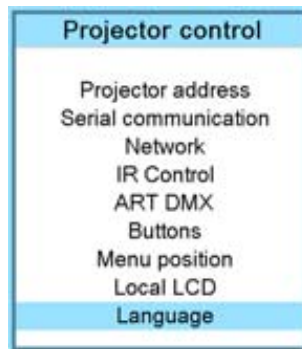 Projector control
Projector address
Serial communication
Network
IR Control
ART DMX
Buttons
Menu position
Local LCD
Language